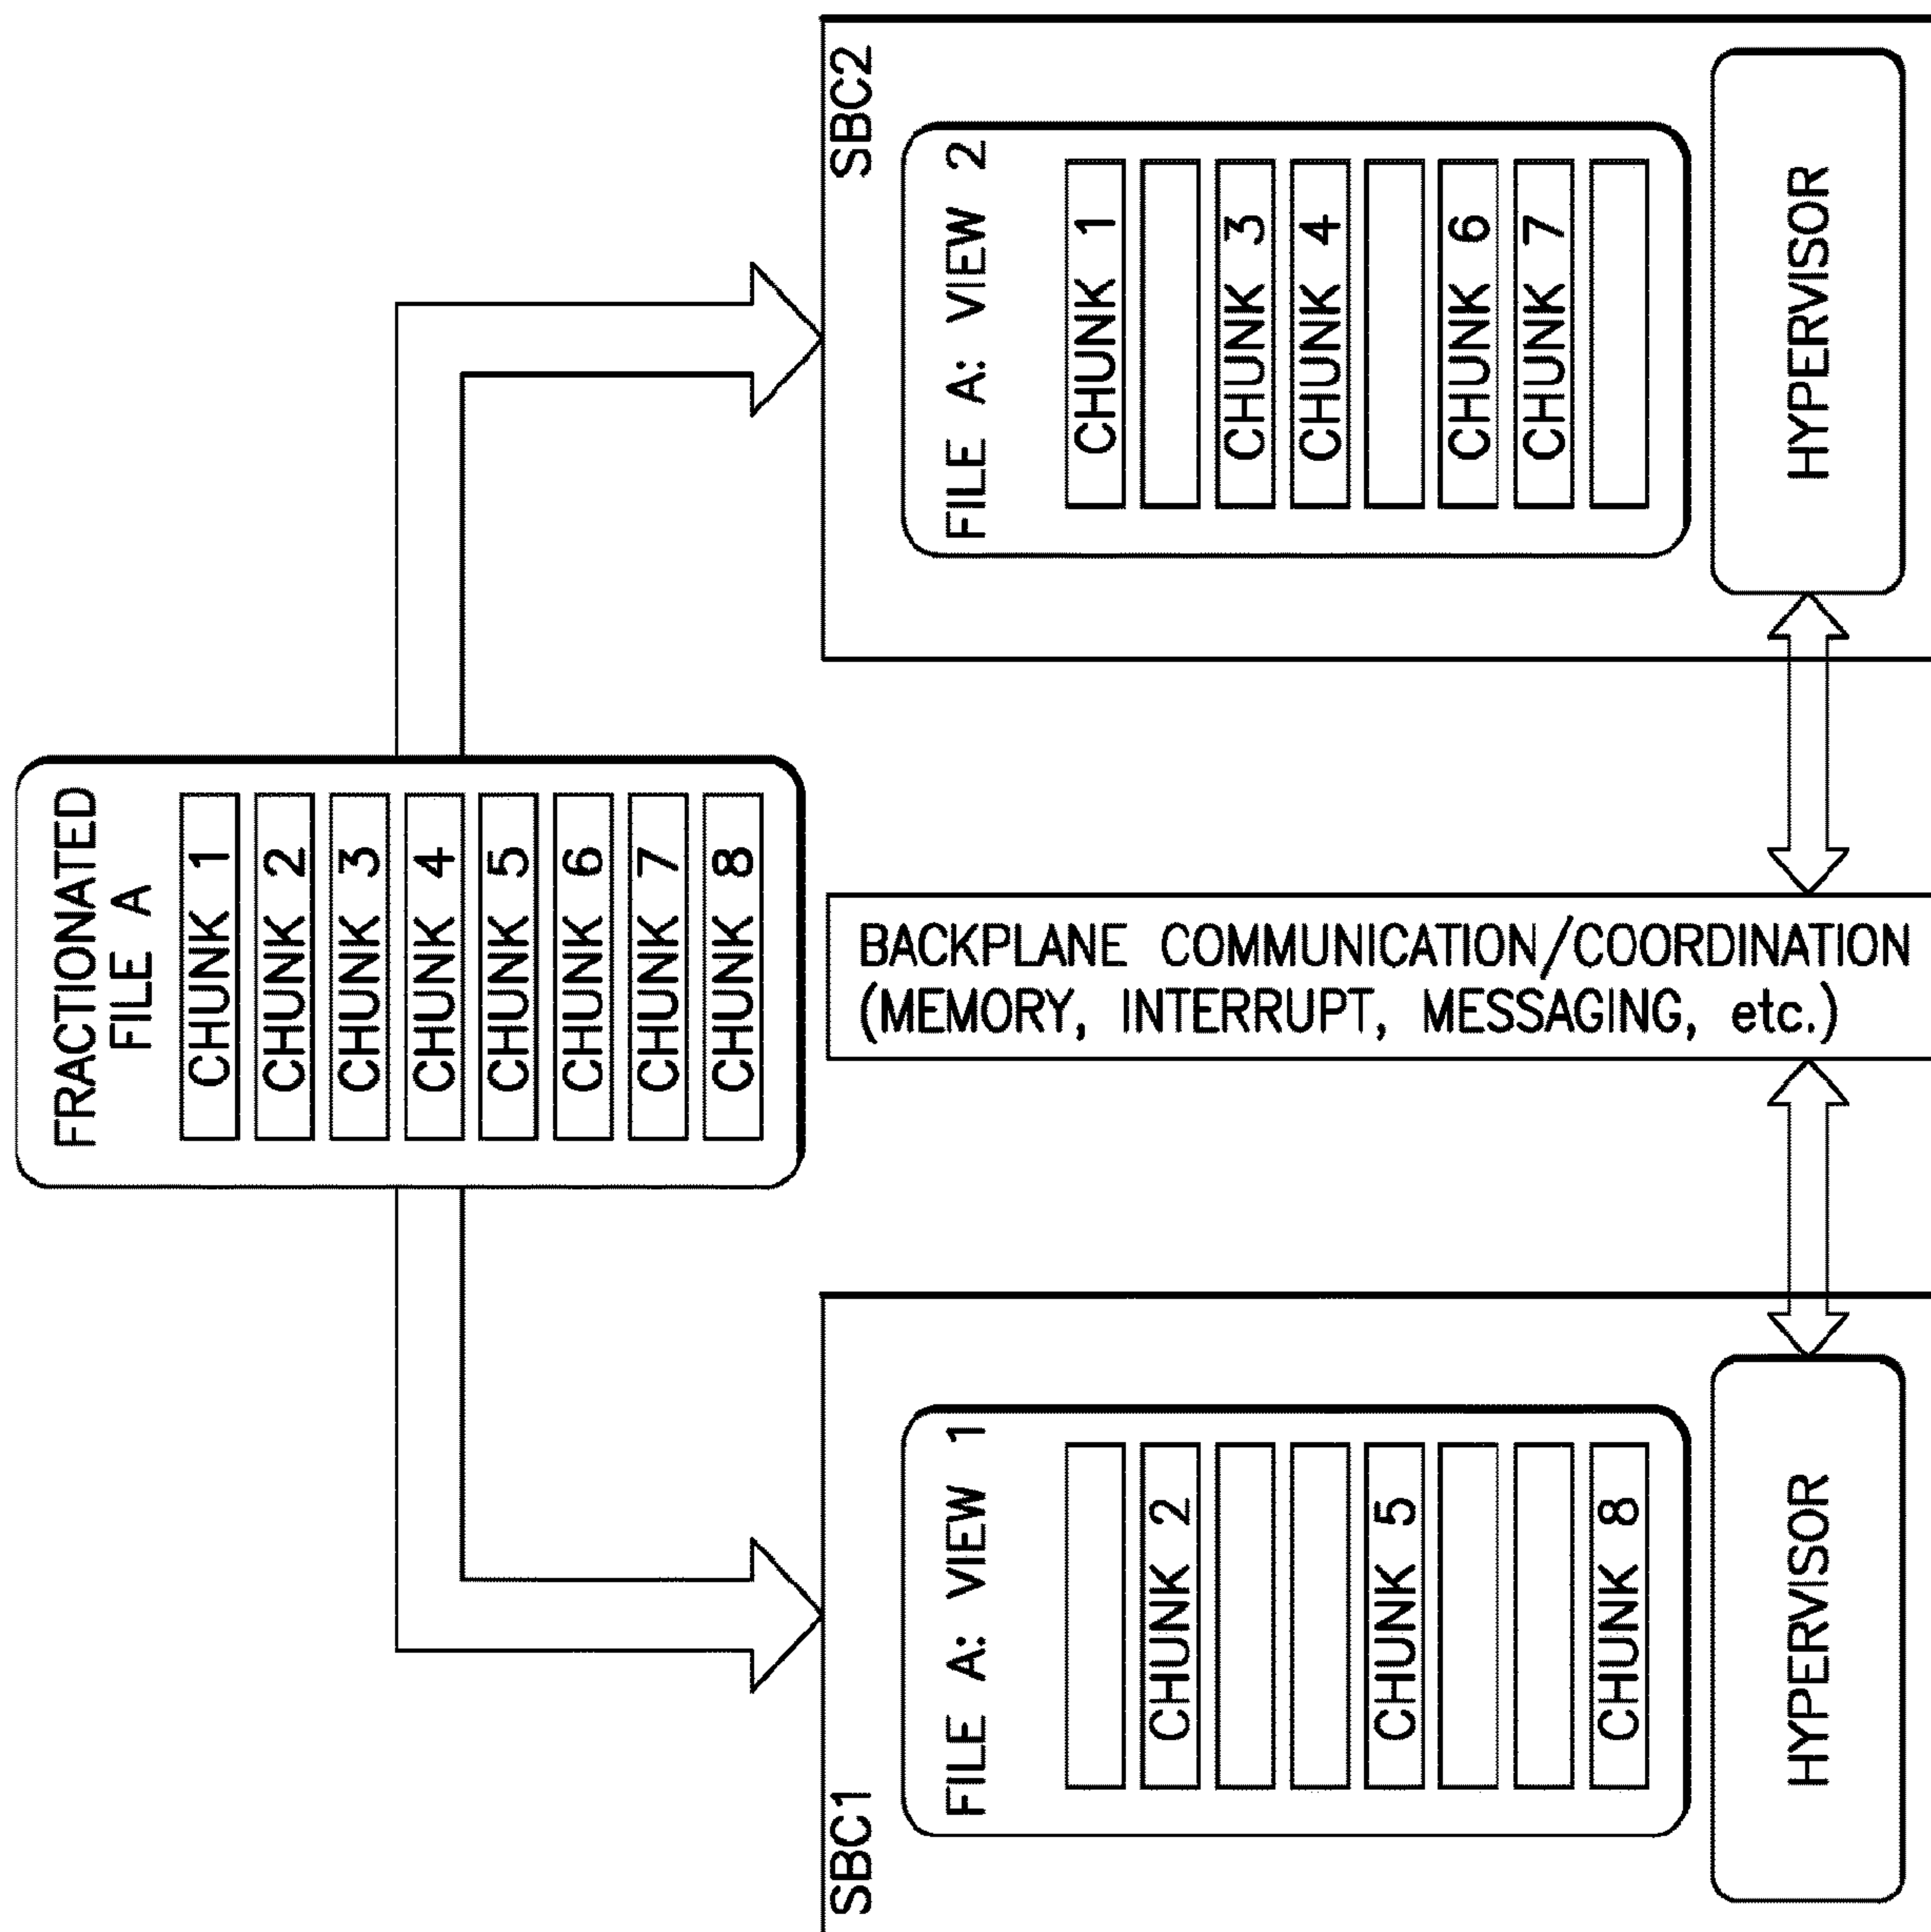 FRACTIONATED
FILE A
CHUNK 1
CHUNK 2
CHUNK 3
CHUNK 4
CHUNK 5
CHUNK 6
CHUNK 7
CHUNK 8
SBC1
FILE A: VIEW 1
CHUNK 2
CHUNK 5
CHUNK 8
HYPERVISOR
BACKPLANE COMMUNICATION/COORDINATION
(MEMORY, INTERRUPT, MESSAGING, etc.)
SBC2
FILE A: VIEW 2
CHUNK 1
CHUNK 3
CHUNK 4
CHUNK 6
CHUNK 7
HYPERVISOR